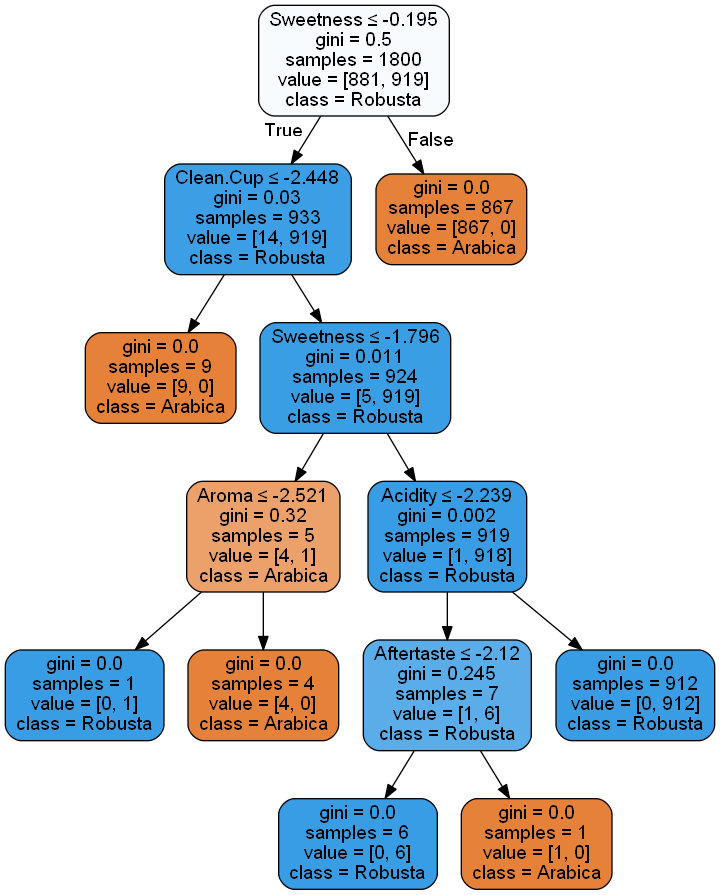 Sweetness ≤ -0.195
gini = 0.5
samples = 1800
value = [881, 919]
class = Robusta
True
False
Clean.Cup ≤ -2.448
gini = 0.03
samples = 933
value = [14, 919]
class = Robusta
gini = 0.0
samples = 867
value = [867, 0]
class = Arabica
gini = 0.0
samples = 9
value = [9, 0]
class = Arabica
Sweetness ≤ -1.796
gini = 0.011
samples = 924
value = [5, 919]
class = Robusta
Aroma ≤ -2.521
gini = 0.32
samples = 5
value = [4, 1]
class = Arabica
Acidity ≤ -2.239
gini = 0.002
samples = 919
value = [1, 918]
class = Robusta
gini = 0.0
samples = 1
value = [0, 1]
class = Robusta
gini = 0.0
samples = 4
value = [4, 0]
class = Arabica
Aftertaste ≤ -2.12
gini = 0.245
samples = 7
value = [1, 6]
class = Robusta
gini = 0.0
samples = 912
value = [0, 912]
class = Robusta
gini = 0.0
samples = 6
value = [0, 6]
class = Robusta
gini = 0.0
samples = 1
value = [1, 0]
class = Arabica